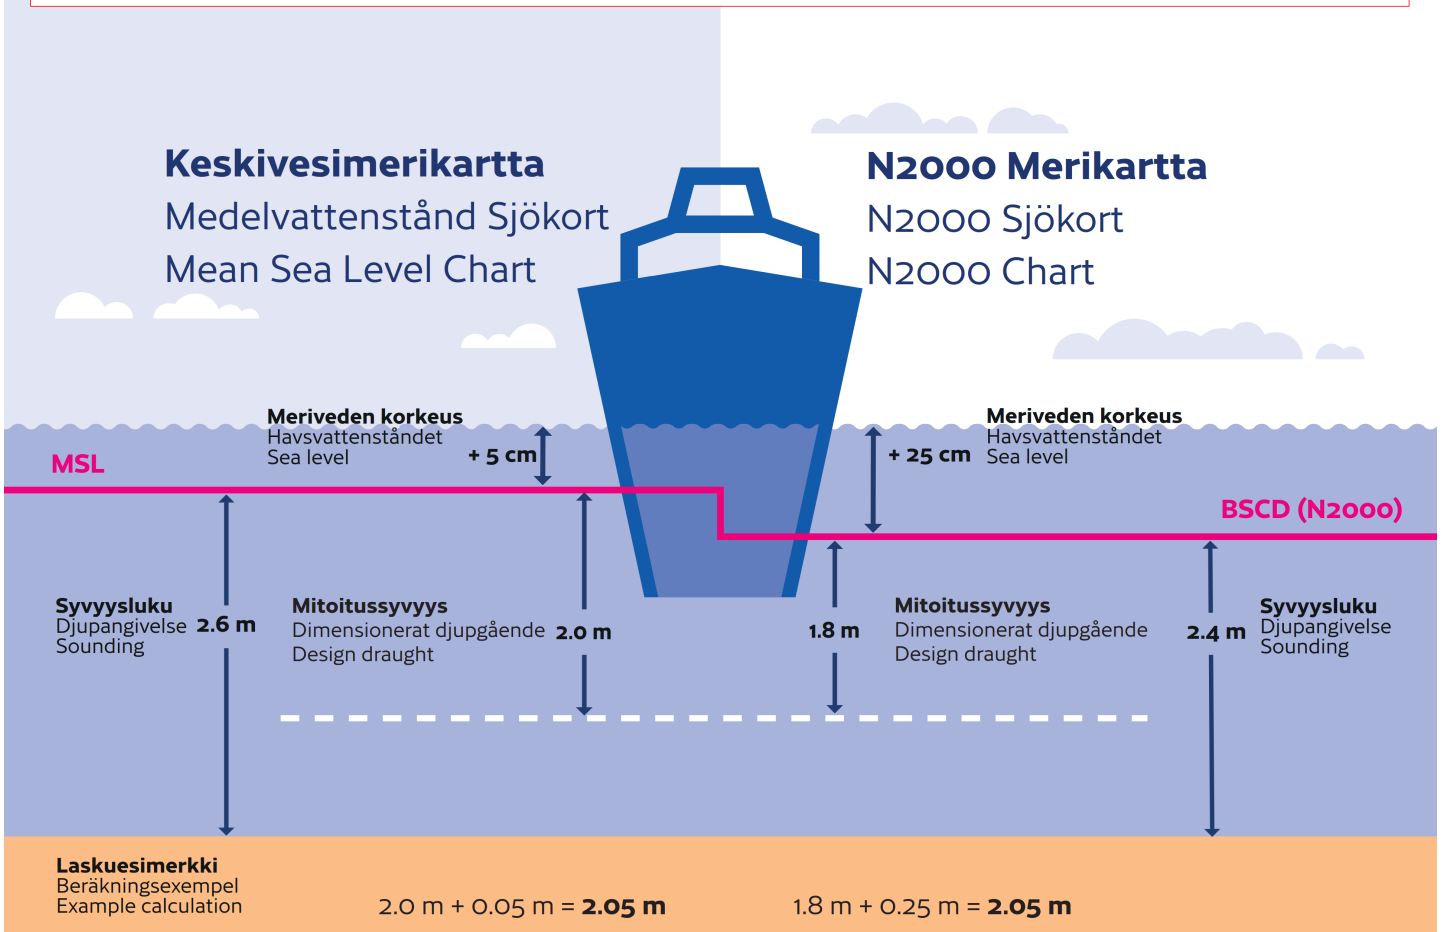 Keskivesimerikartta
Medelvattenstånd Sjökort
Mean Sea Level Chart
N2000 Merikartta
N2000 Sjökort
N2000 Chart
Meriveden korkeus
Havsvattenståndet
Sea level
+ 5 cm
+ 25 cm
Meriveden korkeus
Havsvattenståndet
Sea level
MSL
BSCD (N2000)
Syvyysluku
Djupangivelse
Sounding
2.6 m
Mitoitussyvyys
Dimensionerat djupgående
Design draught
2.0 m
1.8 m
Mitoitussyvyys
Dimensionerat djupgående
Design draught
2.4 m
Syvyysluku
Djupangivelse
Sounding
Laskuesimerkki
Beräkningsexempel
Example calculation
2.0 m + 0.05 m = 2.05 m
1.8 m + 0.25 m = 2.05 m